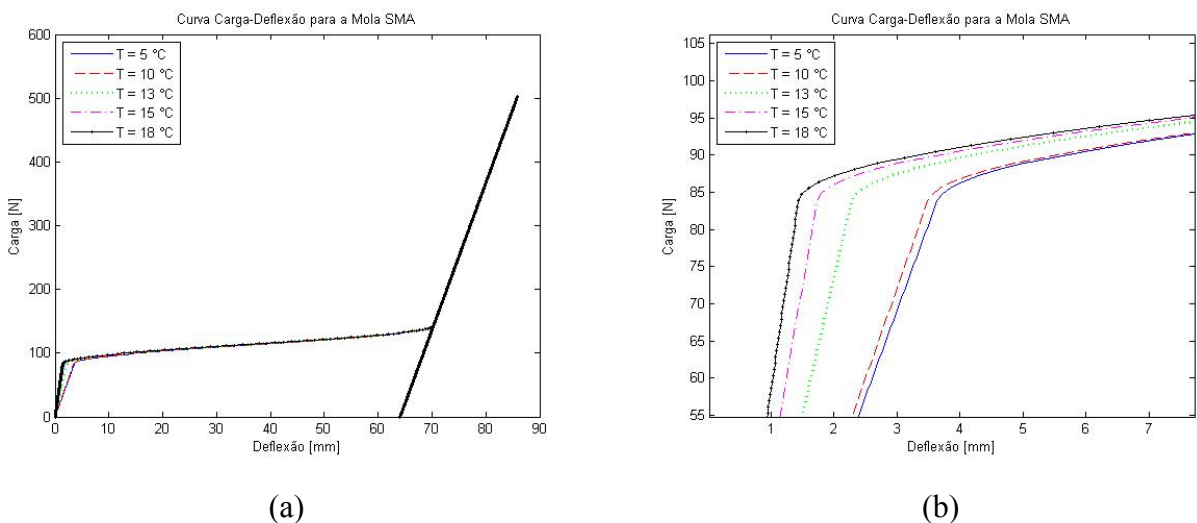 Curva Carga-Deflexão para a Mola SMA
600
500
400
300
200
100
0
Carga [N]
T = 5 °C
T = 10 °C
T = 13 °C
T = 15 °C
T = 18 °C
0 10 20 30 40 50 60 70 80 90
Deflexão [mm]
(a)
Curva Carga-Deflexão para a Mola SMA
105
100
95
90
85
80
75
70
65
60
55
Carga [N]
T = 5 °C
T = 10 °C
T = 13 °C
T = 15 °C
T = 18 °C
1 2 3 4 5 6 7
Deflexão [mm]
(b)